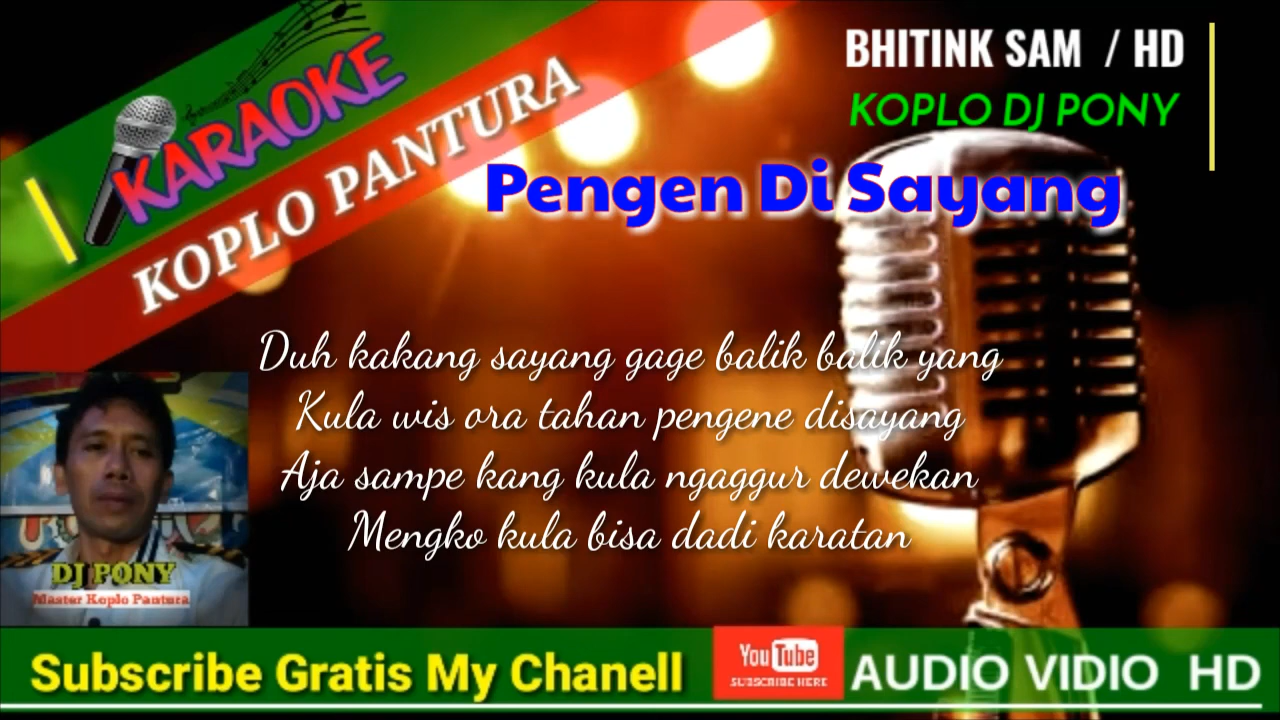 KARAOKE
KOPLO PANTURA
BHITINK SAM / HD
KOPLO DJ PONY
Pengen Di Sayang
Duh kakang sayang gage balik balik yang
Kula wis ora tahan pengene disayang
Aja sampe kang kula ngaggur dewekan
Mengko kula bisa dadi karatan
DJ PONY
Master Koplo Pantura
Subscribe Gratis My Chanell
YouTube
SUBSCRIBE HERE
AUDIO VIDIO HD